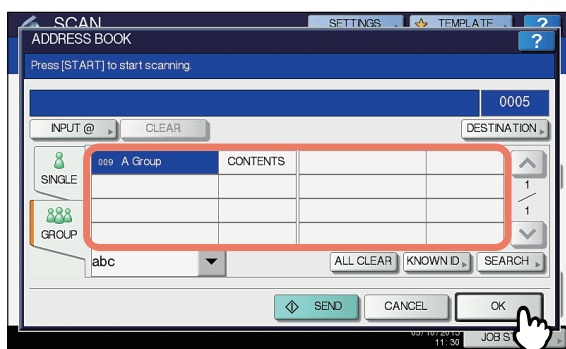 SCAN SETTINGS TEMPLATE ?
ADDRESS BOOK ?
Press [START] to start scanning.
0005
INPUT @ CLEAR DESTINATION
SINGLE
009 A Group CONTENTS
1
1
GROUP
abc ALL CLEAR KNOWN ID SEARCH
SEND CANCEL OK
11:30 JOB ST